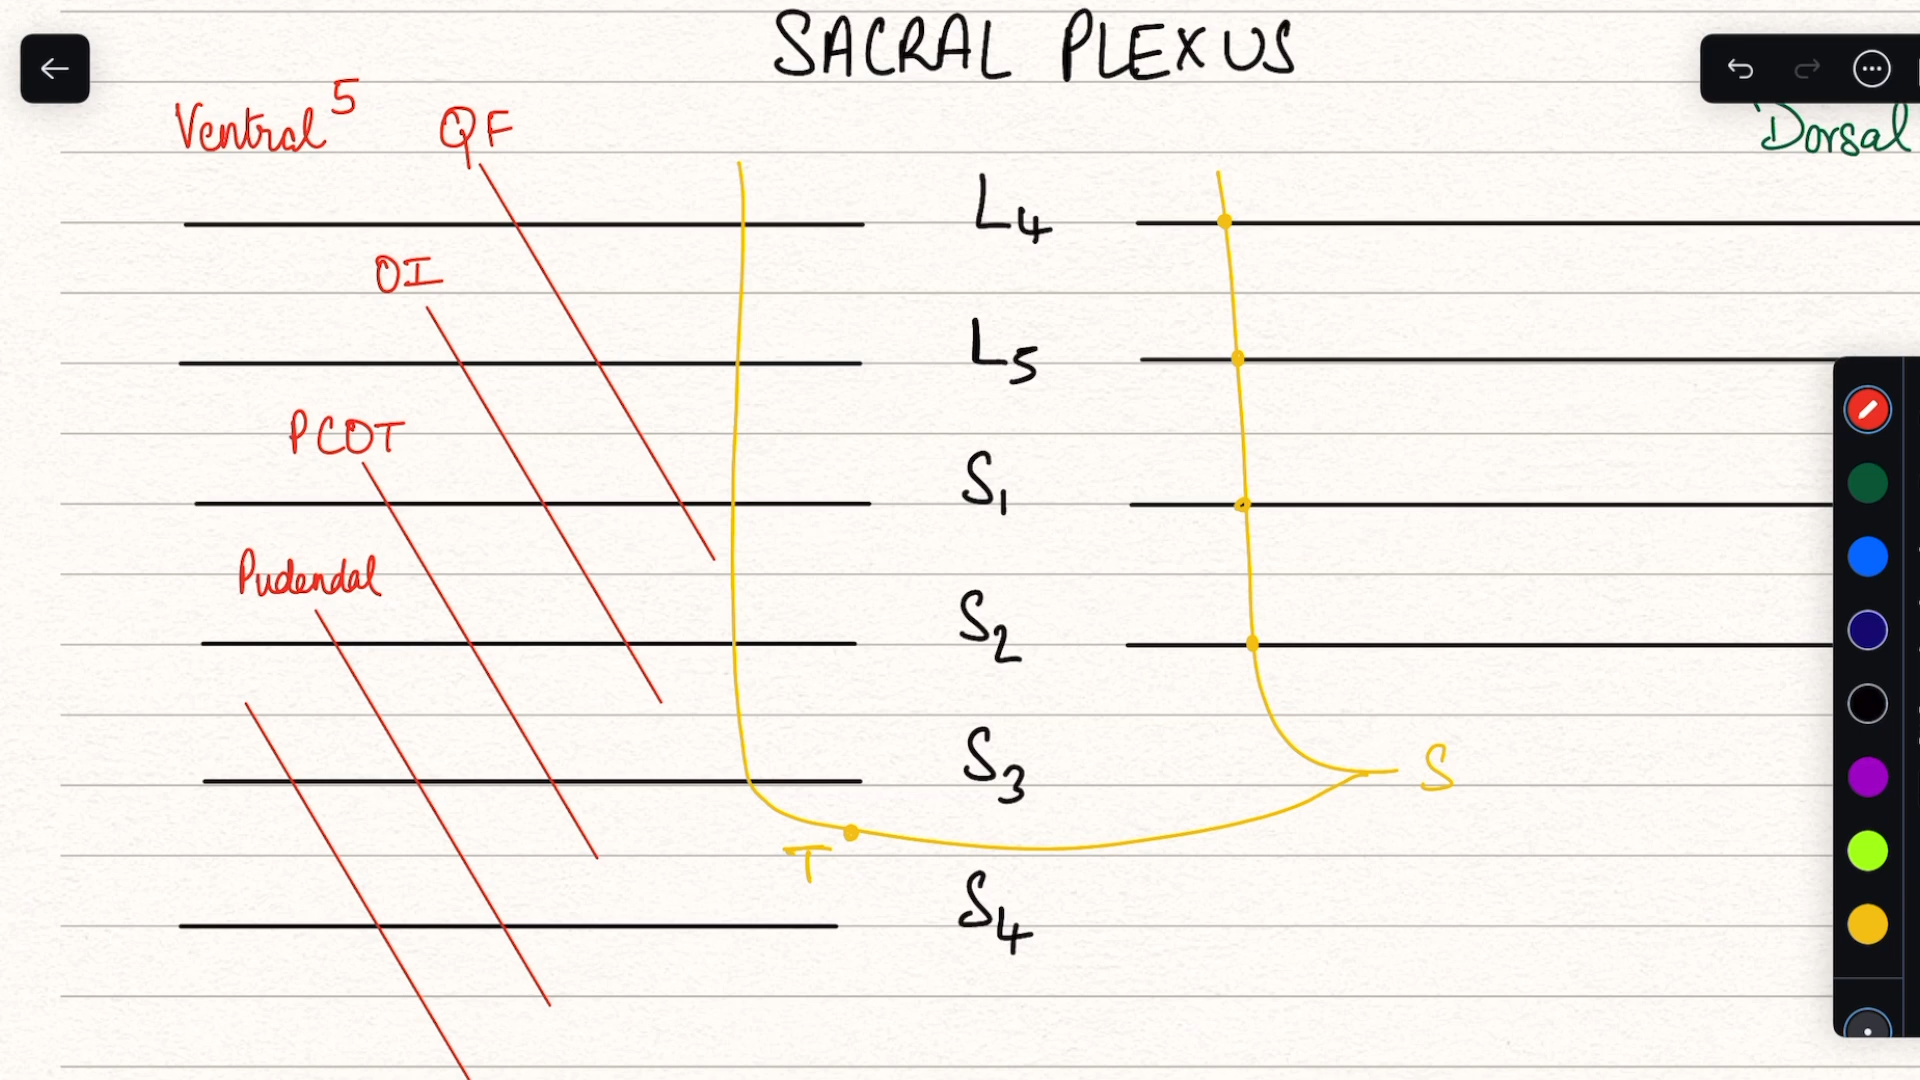 SACRAL PLEXUS
Ventral 5
QF
Dorsal
L4
OI
L5
PCOT
S1
Pudendal
S2
S3
S
T
S4